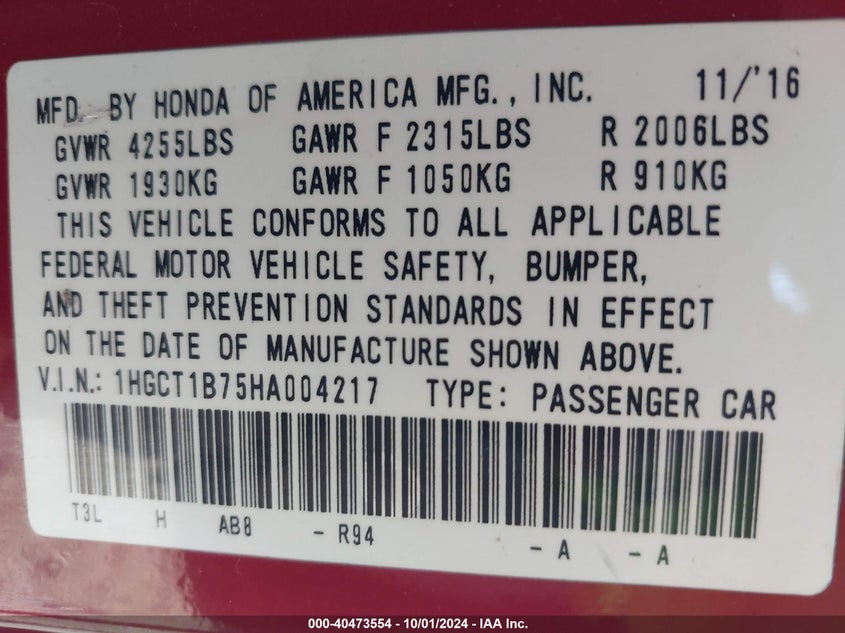 MFD. BY HONDA OF AMERICA MFG., INC. 11/'16
GVWR 4255LBS GAWR F 2315LBS R 2006LBS
GVWR 1930KG GAWR F 1050KG R 910KG
THIS VEHICLE CONFORMS TO ALL APPLICABLE
FEDERAL MOTOR VEHICLE SAFETY, BUMPER,
AND THEFT PREVENTION STANDARDS IN EFFECT
ON THE DATE OF MANUFACTURE SHOWN ABOVE.
V.I.N.: 1HGCT1B75HA004217 TYPE: PASSENGER CAR
T3L H AB8 - R94 - A - A
000-40473554 - 10/01/2024 - IAA Inc.